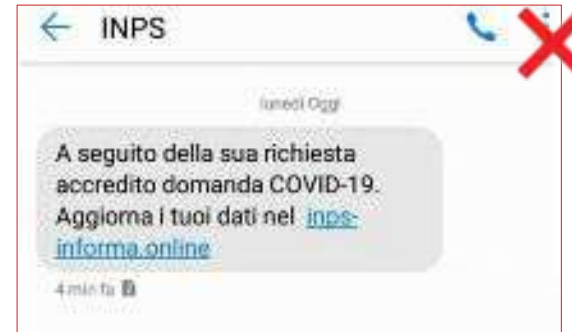 INPS
lunedì Oggi
A seguito della sua richiesta
accredito domanda COVID-19.
Aggiorna i tuoi dati nel inps-
informa.online
4 min fa